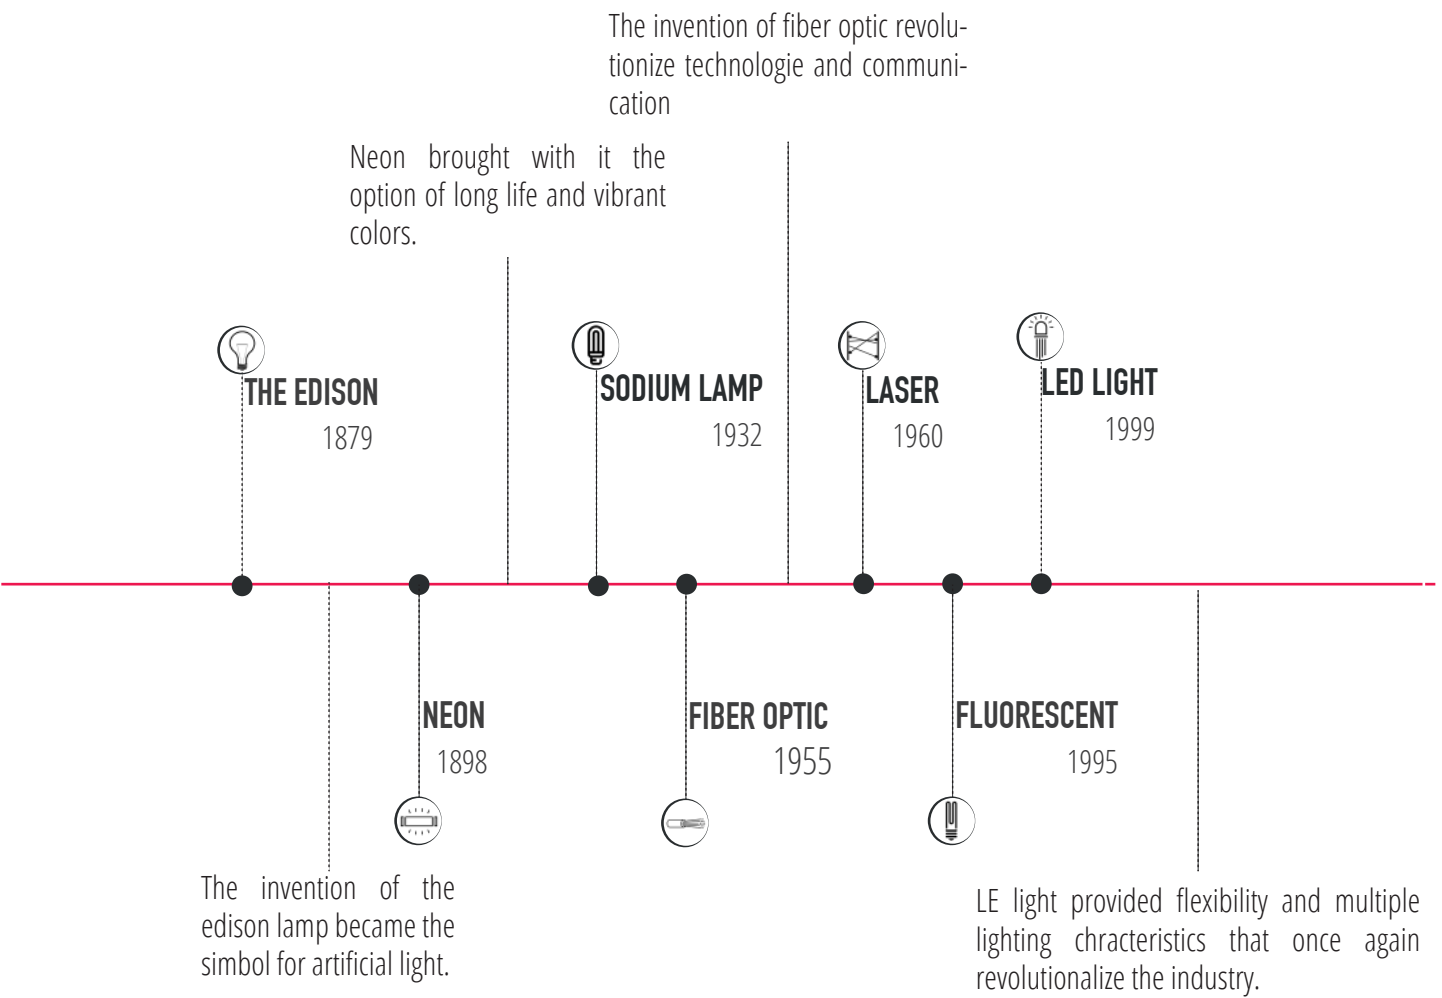 The invention of fiber optic revolu-
tionize technologie and communi-
cation
Neon brought with it the
option of long life and vibrant
colors.
THE EDISON
1879
SODIUM LAMP
1932
LASER
1960
LED LIGHT
1999
NEON
1898
FIBER OPTIC
1955
FLUORESCENT
1995
The invention of the
edison lamp became the
simbol for artificial light.
LE light provided flexibility and multiple
lighting chracteristics that once again
revolutionalize the industry.